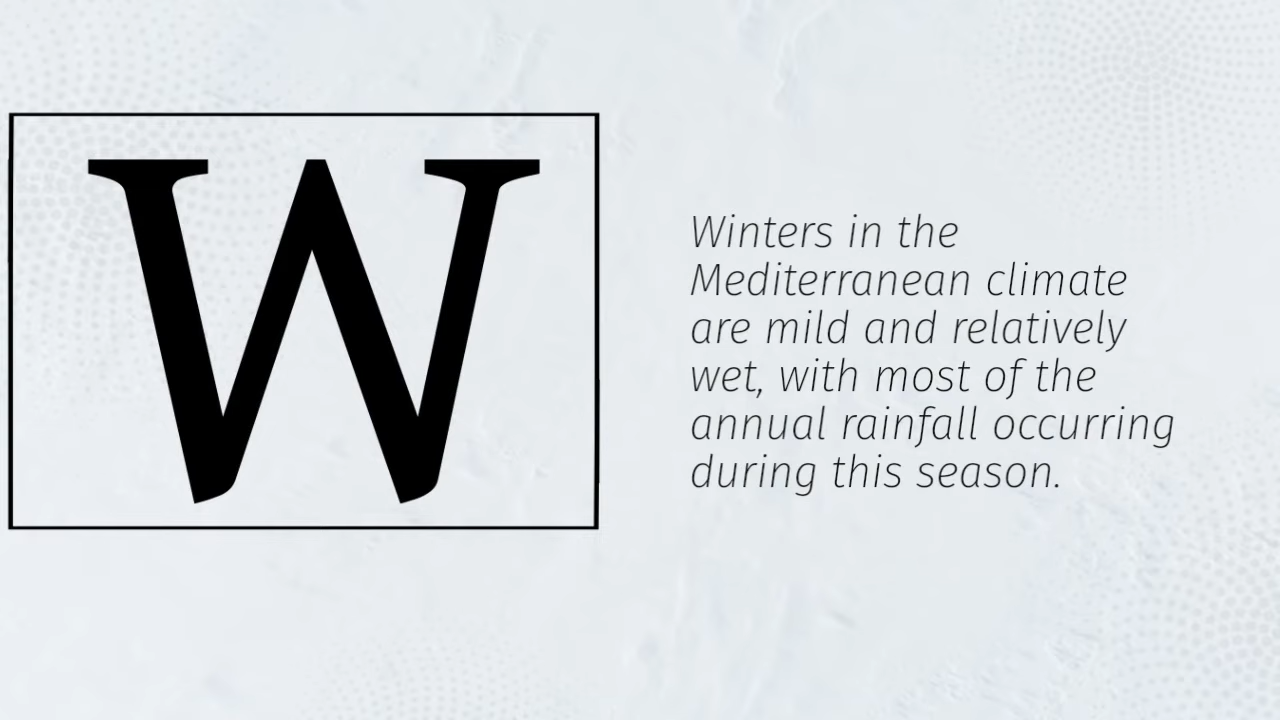 W
Winters in the
Mediterranean climate
are mild and relatively
wet, with most of the
annual rainfall occurring
during this season.